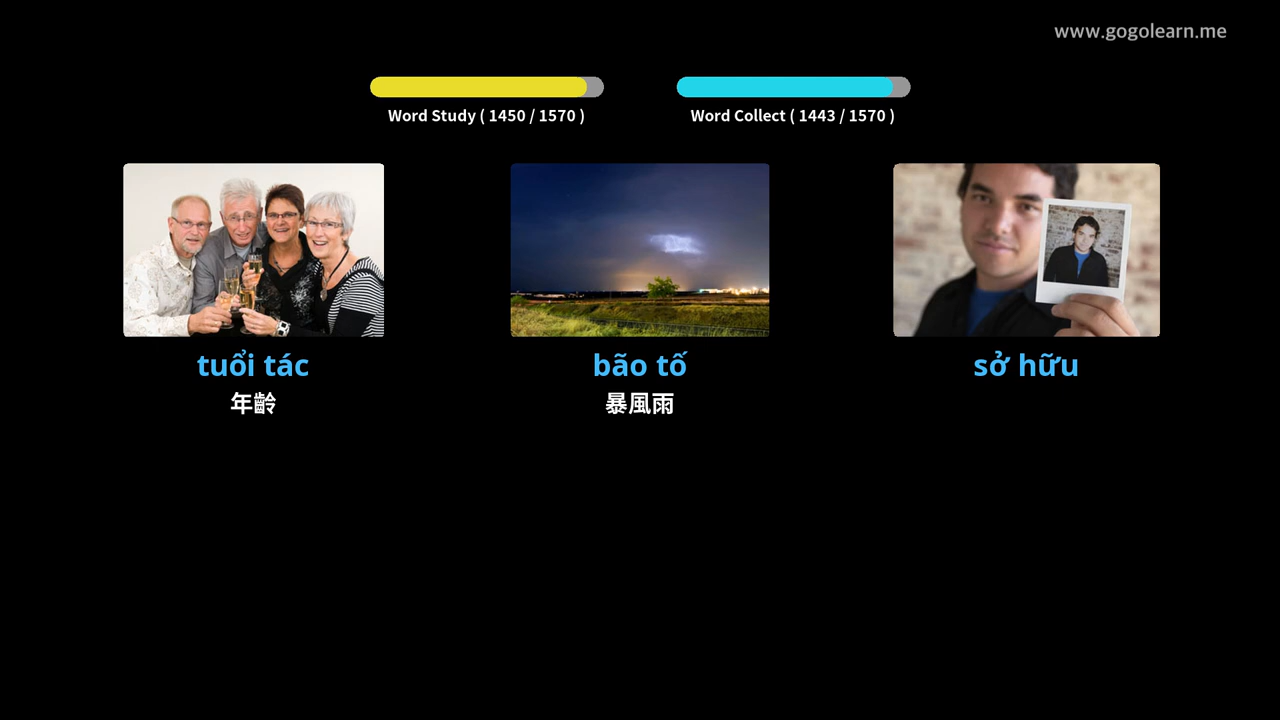 www.gogolearn.me
Word Study ( 1450 / 1570 )
Word Collect ( 1443 / 1570 )
tuổi tác
年齡
bão tố
暴風雨
sở hữu